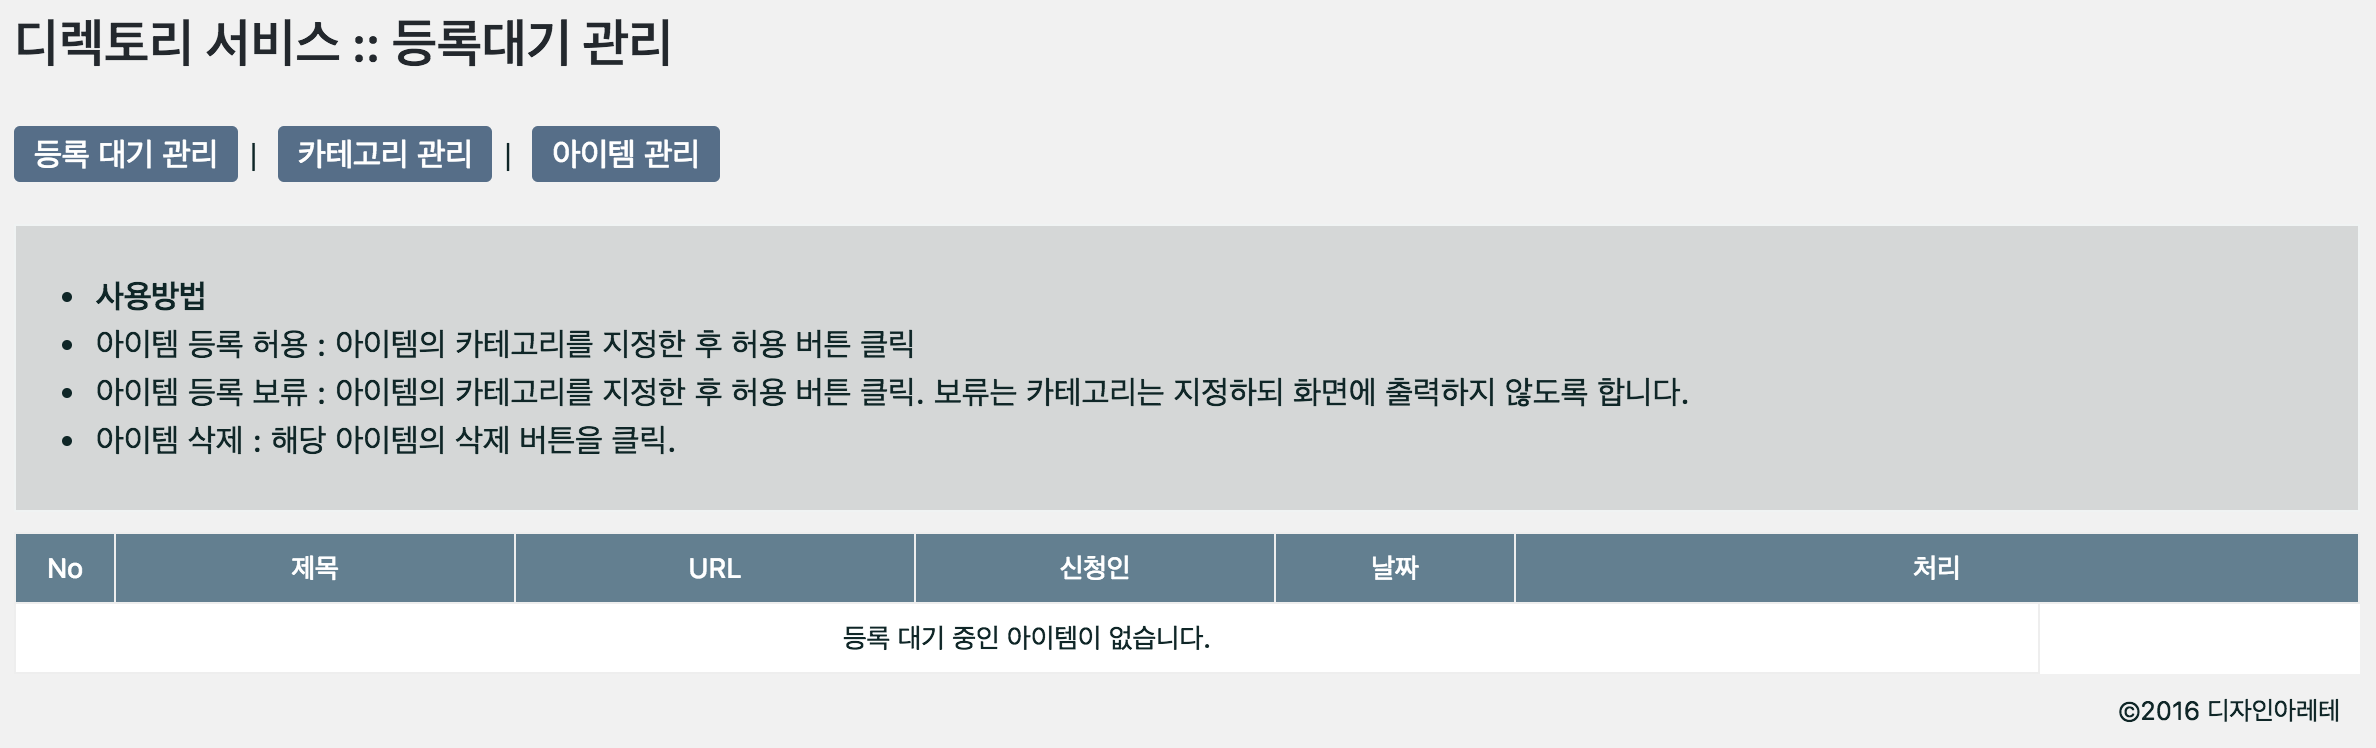 디렉토리 서비스 :: 등록대기 관리
등록 대기 관리 | 카테고리 관리 | 아이템 관리
• 사용방법
• 아이템 등록 허용 : 아이템의 카테고리를 지정한 후 허용 버튼 클릭
• 아이템 등록 보류 : 아이템의 카테고리를 지정한 후 허용 버튼 클릭. 보류는 카테고리는 지정하되 화면에 출력하지 않도록 합니다.
• 아이템 삭제 : 해당 아이템의 삭제 버튼을 클릭.
No 제목 URL 신청인 날짜 처리
등록 대기 중인 아이템이 없습니다.
©2016 디자인아레테